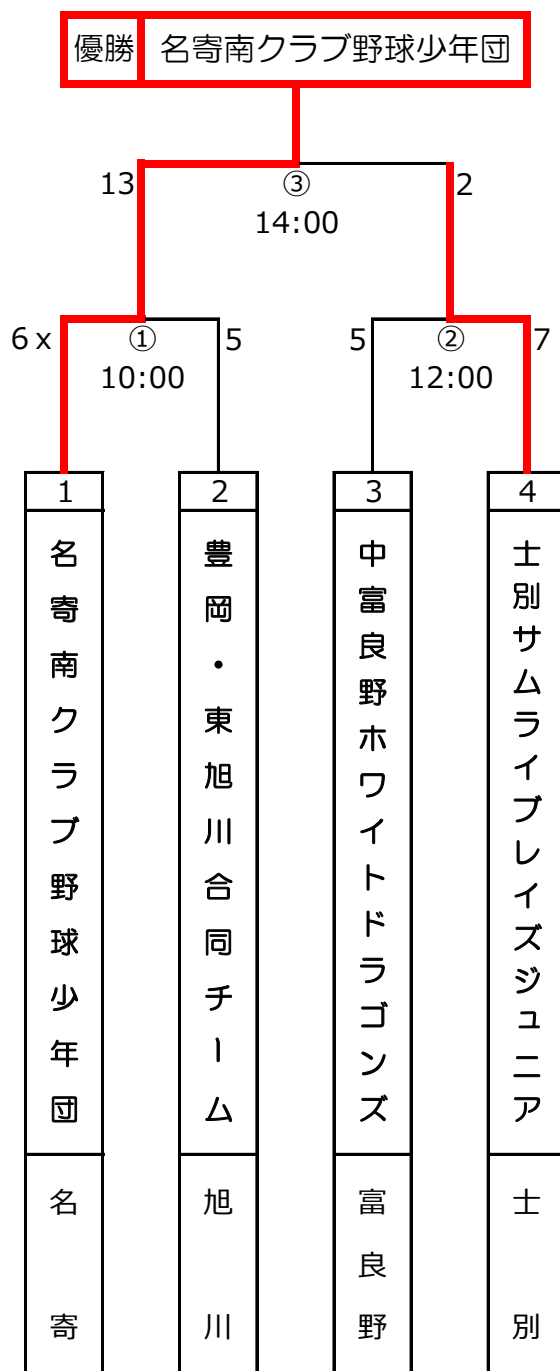 優勝 名寄南クラブ野球少年団
13 ③ 2
14:00
6x ① 5 5 ② 7
10:00 12:00
1 2 3 4
名寄南クラブ野球少年団
豊岡・東旭川合同チーム
中富良野ホワイトドラゴンズ
士別サムライブレイズジュニア
名寄
旭川
富良野
士別